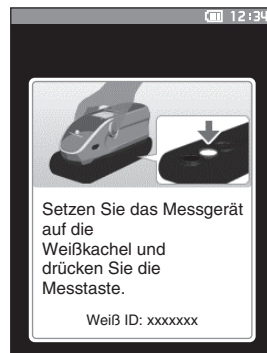 12:34
Setzen Sie das Messgerät
auf die
Weißkachel und
drücken Sie die
Messtaste.
Weiß ID: xxxxxxx